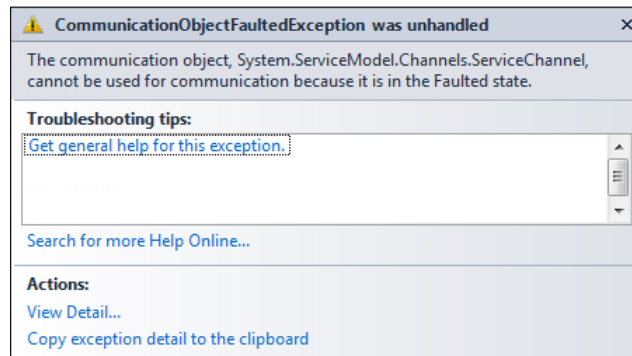 CommunicationObjectFaultedException was unhandled
The communication object, System.ServiceModel.Channels.ServiceChannel,
cannot be used for communication because it is in the Faulted state.
Troubleshooting tips:
Get general help for this exception.
Search for more Help Online...
Actions:
View Detail...
Copy exception detail to the clipboard